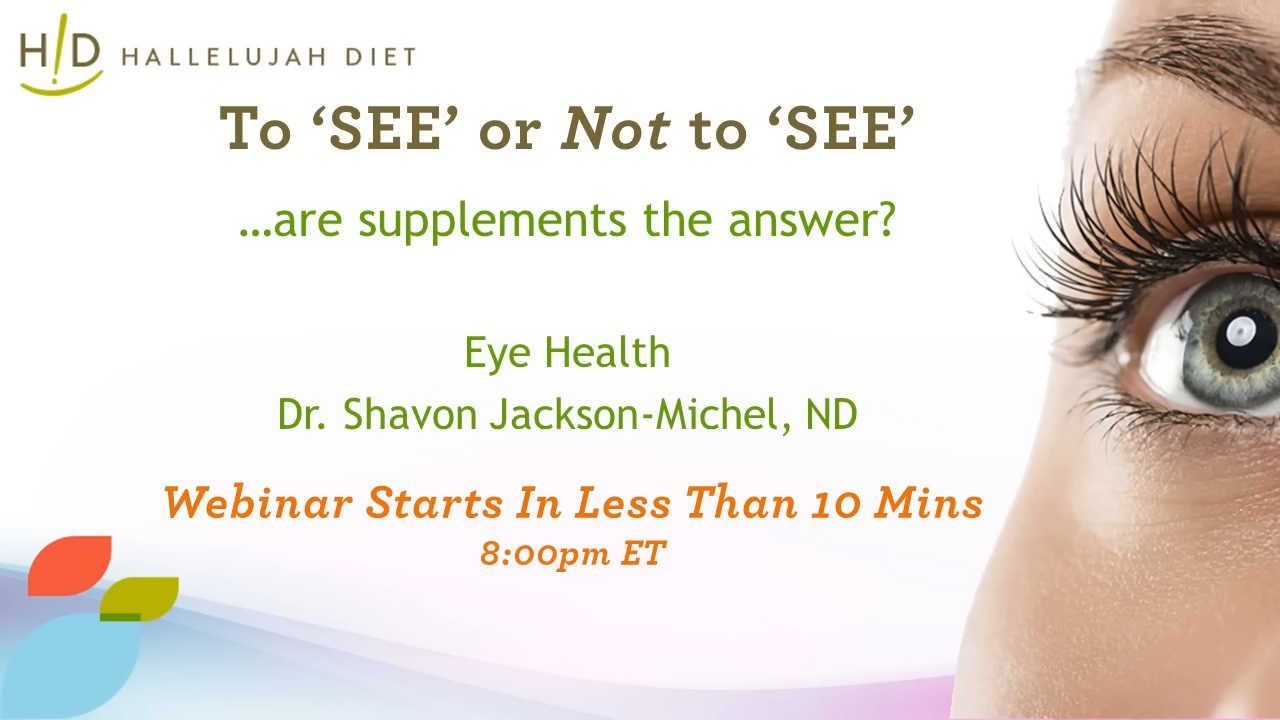 H!D HALLELUJAH DIET
To ‘SEE’ or Not to ‘SEE’
…are supplements the answer?
Eye Health
Dr. Shavon Jackson-Michel, ND
Webinar Starts In Less Than 10 Mins
8:00pm ET